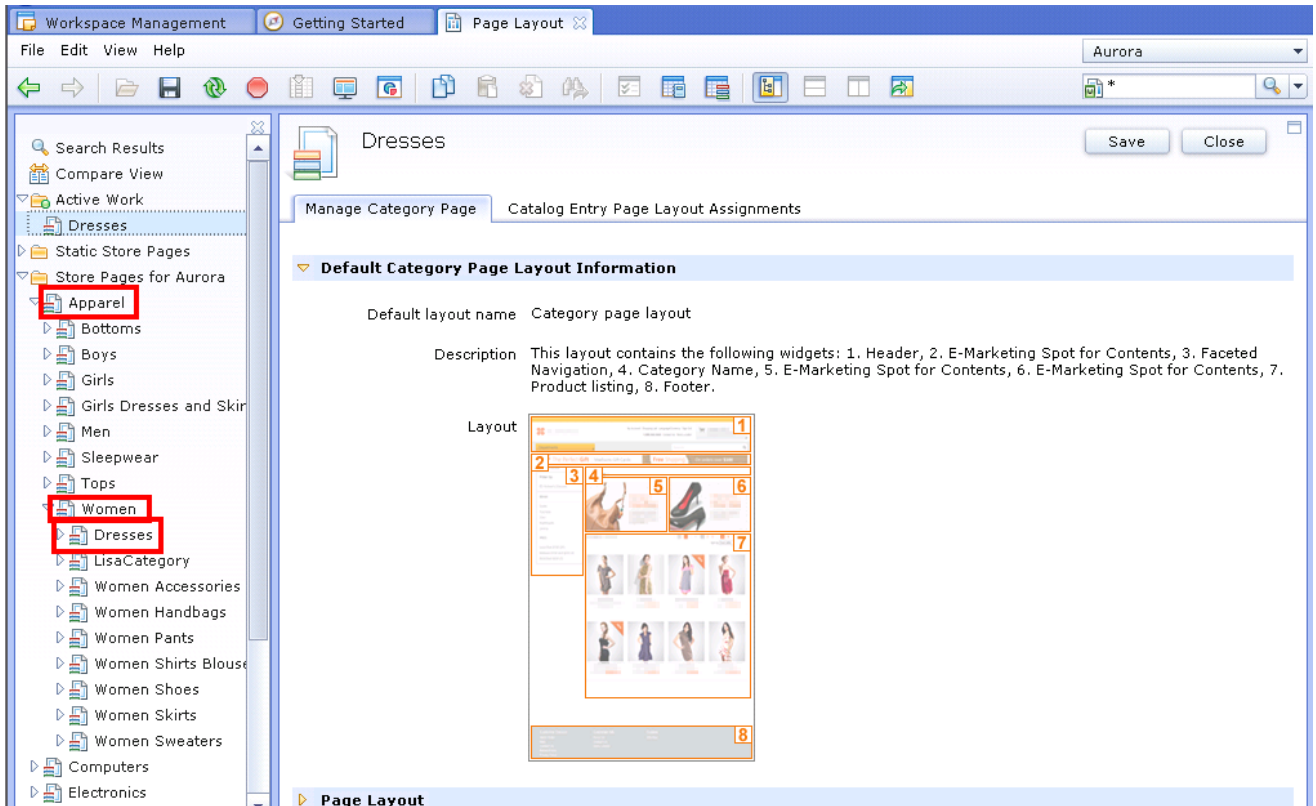 Workspace Management
Getting Started
Page Layout
File Edit View Help
Aurora
*
Search Results
Compare View
Active Work
Dresses
Static Store Pages
Store Pages for Aurora
Apparel
Bottoms
Boys
Girls
Girls Dresses and Skir
Men
Sleepwear
Tops
Women
Dresses
LisaCategory
Women Accessories
Women Handbags
Women Pants
Women Shirts Blouse
Women Shoes
Women Skirts
Women Sweaters
Computers
Electronics
Dresses
Save
Close
Manage Category Page
Catalog Entry Page Layout Assignments
Default Category Page Layout Information
Default layout name Category page layout
Description This layout contains the following widgets: 1. Header, 2. E-Marketing Spot for Contents, 3. Faceted
Navigation, 4. Category Name, 5. E-Marketing Spot for Contents, 6. E-Marketing Spot for Contents, 7.
Product listing, 8. Footer.
Layout
1
2
3
4
5
6
7
8
Page Layout